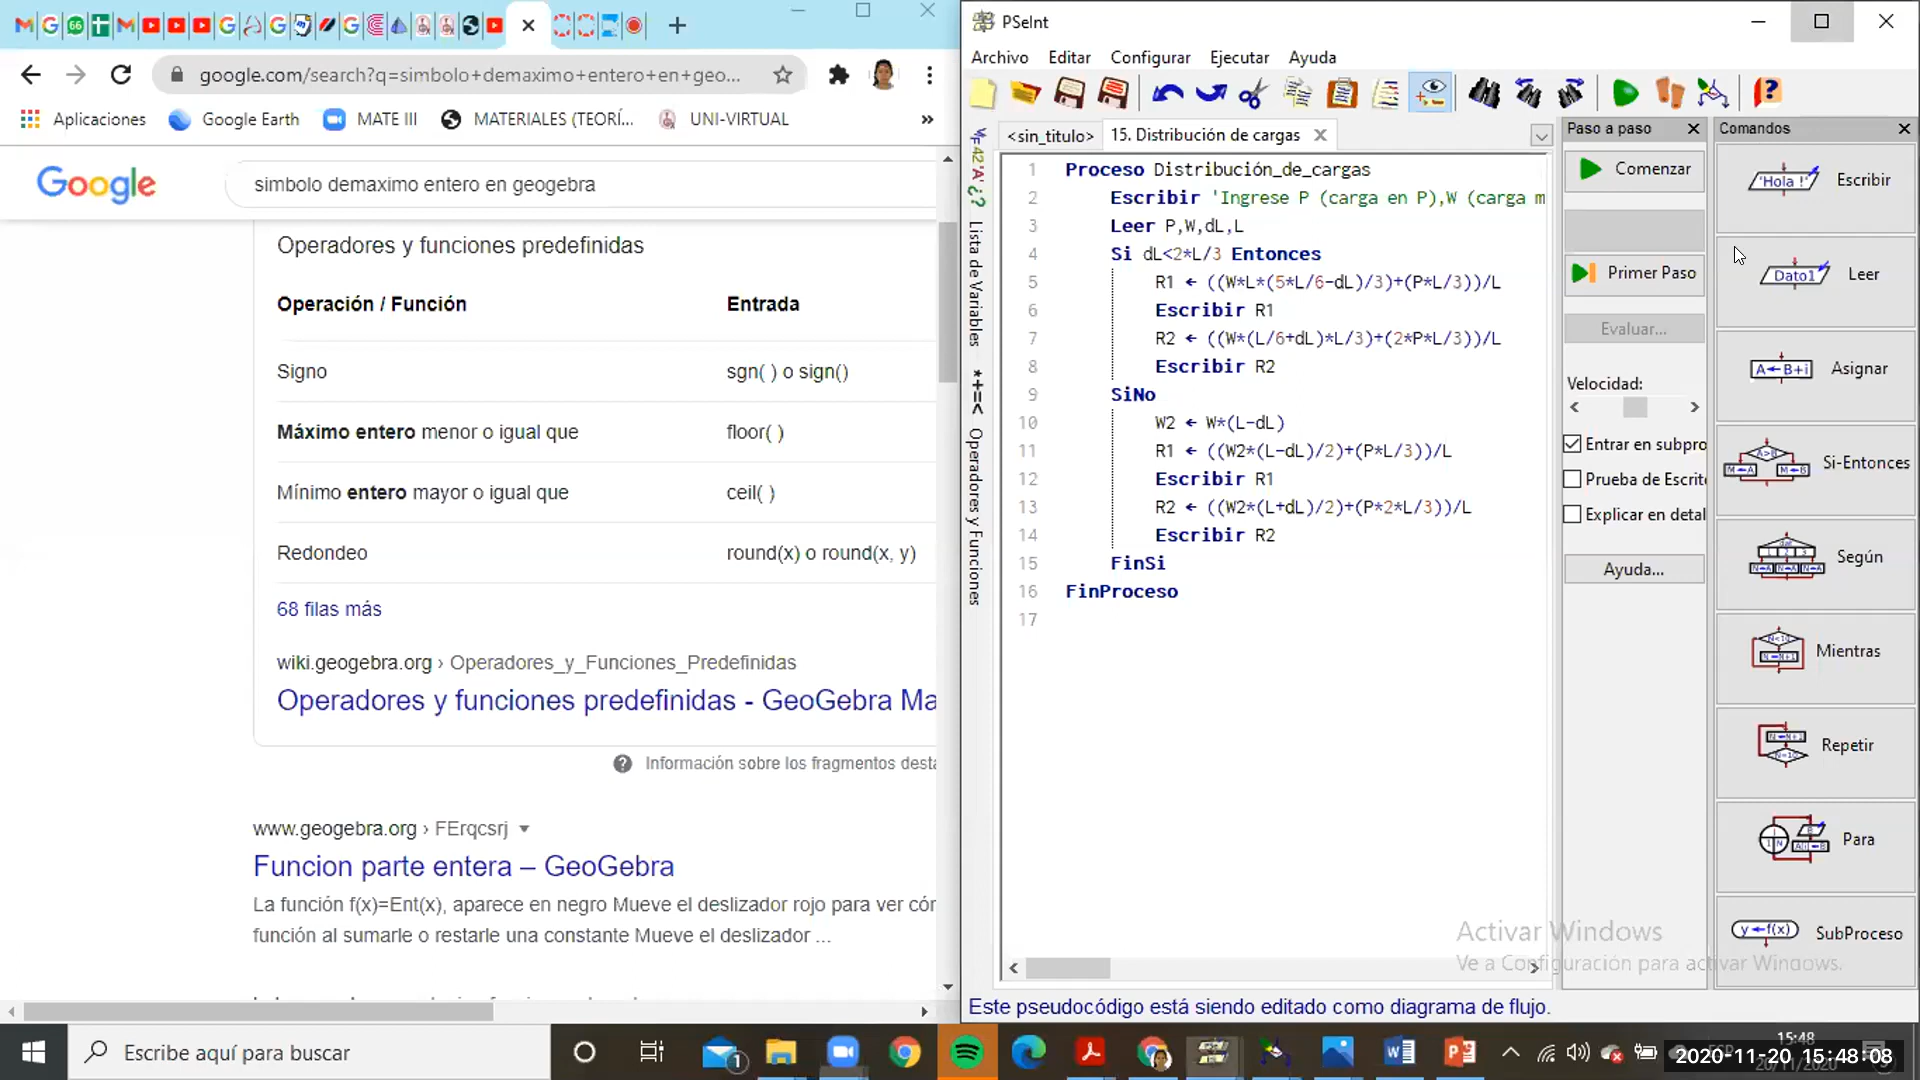 google.com/search?q=simbolo+demaximo+entero+en+geo...
Aplicaciones
Google Earth
MATE III
MATERIALES (TEORÍ...
UNI-VIRTUAL
»
Google
simbolo demaximo entero en geogebra
Operadores y funciones predefinidas
Operación / Función Entrada
Signo sgn( ) o sign()
Máximo entero menor o igual que floor( )
Mínimo entero mayor o igual que ceil( )
Redondeo round(x) o round(x, y)
68 filas más
wiki.geogebra.org › Operadores_y_Funciones_Predefinidas
Operadores y funciones predefinidas - GeoGebra Ma
Información sobre los fragmentos desta
www.geogebra.org › FErqcsrj
Funcion parte entera – GeoGebra
La función f(x)=Ent(x), aparece en negro Mueve el deslizador rojo para ver cór
función al sumarle o restarle una constante Mueve el deslizador ...
PSeInt
Archivo Editar Configurar Ejecutar Ayuda
<sin_titulo> 15. Distribución de cargas
Lista de Variables
*+=< Operadores y Funciones
1 Proceso Distribución_de_cargas
2 Escribir 'Ingrese P (carga en P),W (carga m
3 Leer P,W,dL,L
4 Si dL<2*L/3 Entonces
5 R1 ← ((W*L*(5*L/6-dL)/3)+(P*L/3))/L
6 Escribir R1
7 R2 ← ((W*(L/6+dL)*L/3)+(2*P*L/3))/L
8 Escribir R2
9 SiNo
10 W2 ← W*(L-dL)
11 R1 ← ((W2*(L-dL)/2)+(P*L/3))/L
12 Escribir R1
13 R2 ← ((W2*(L+dL)/2)+(P*2*L/3))/L
14 Escribir R2
15 FinSi
16 FinProceso
17
Paso a paso
Comenzar
Primer Paso
Evaluar...
Velocidad:
Entrar en subpro
Prueba de Escrit
Explicar en detal
Ayuda...
Comandos
'Hola !' Escribir
Dato1 Leer
A←B+i Asignar
A>B Si-Entonces
Según
Mientras
Repetir
Para
y←f(x) SubProceso
Activar Windows
Ve a Configuración para activar Windows.
Este pseudocódigo está siendo editado como diagrama de flujo.
Escribe aquí para buscar
1
15:48
2020-11-20 15:48:08